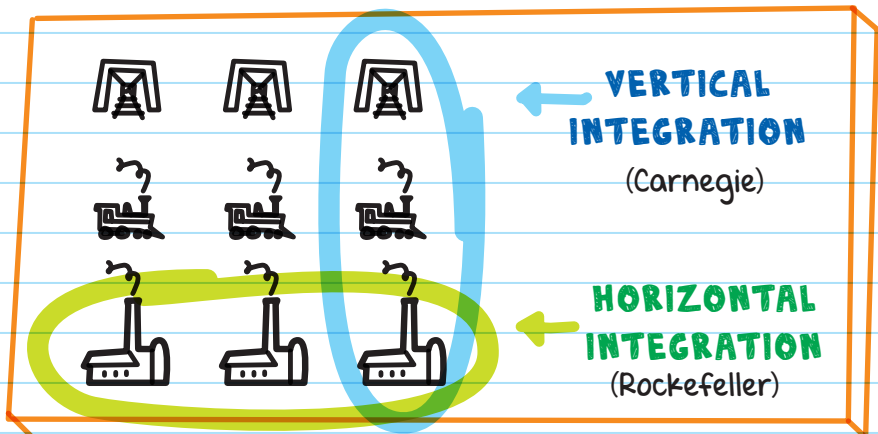 VERTICAL
INTEGRATION
(Carnegie)
HORIZONTAL
INTEGRATION
(Rockefeller)